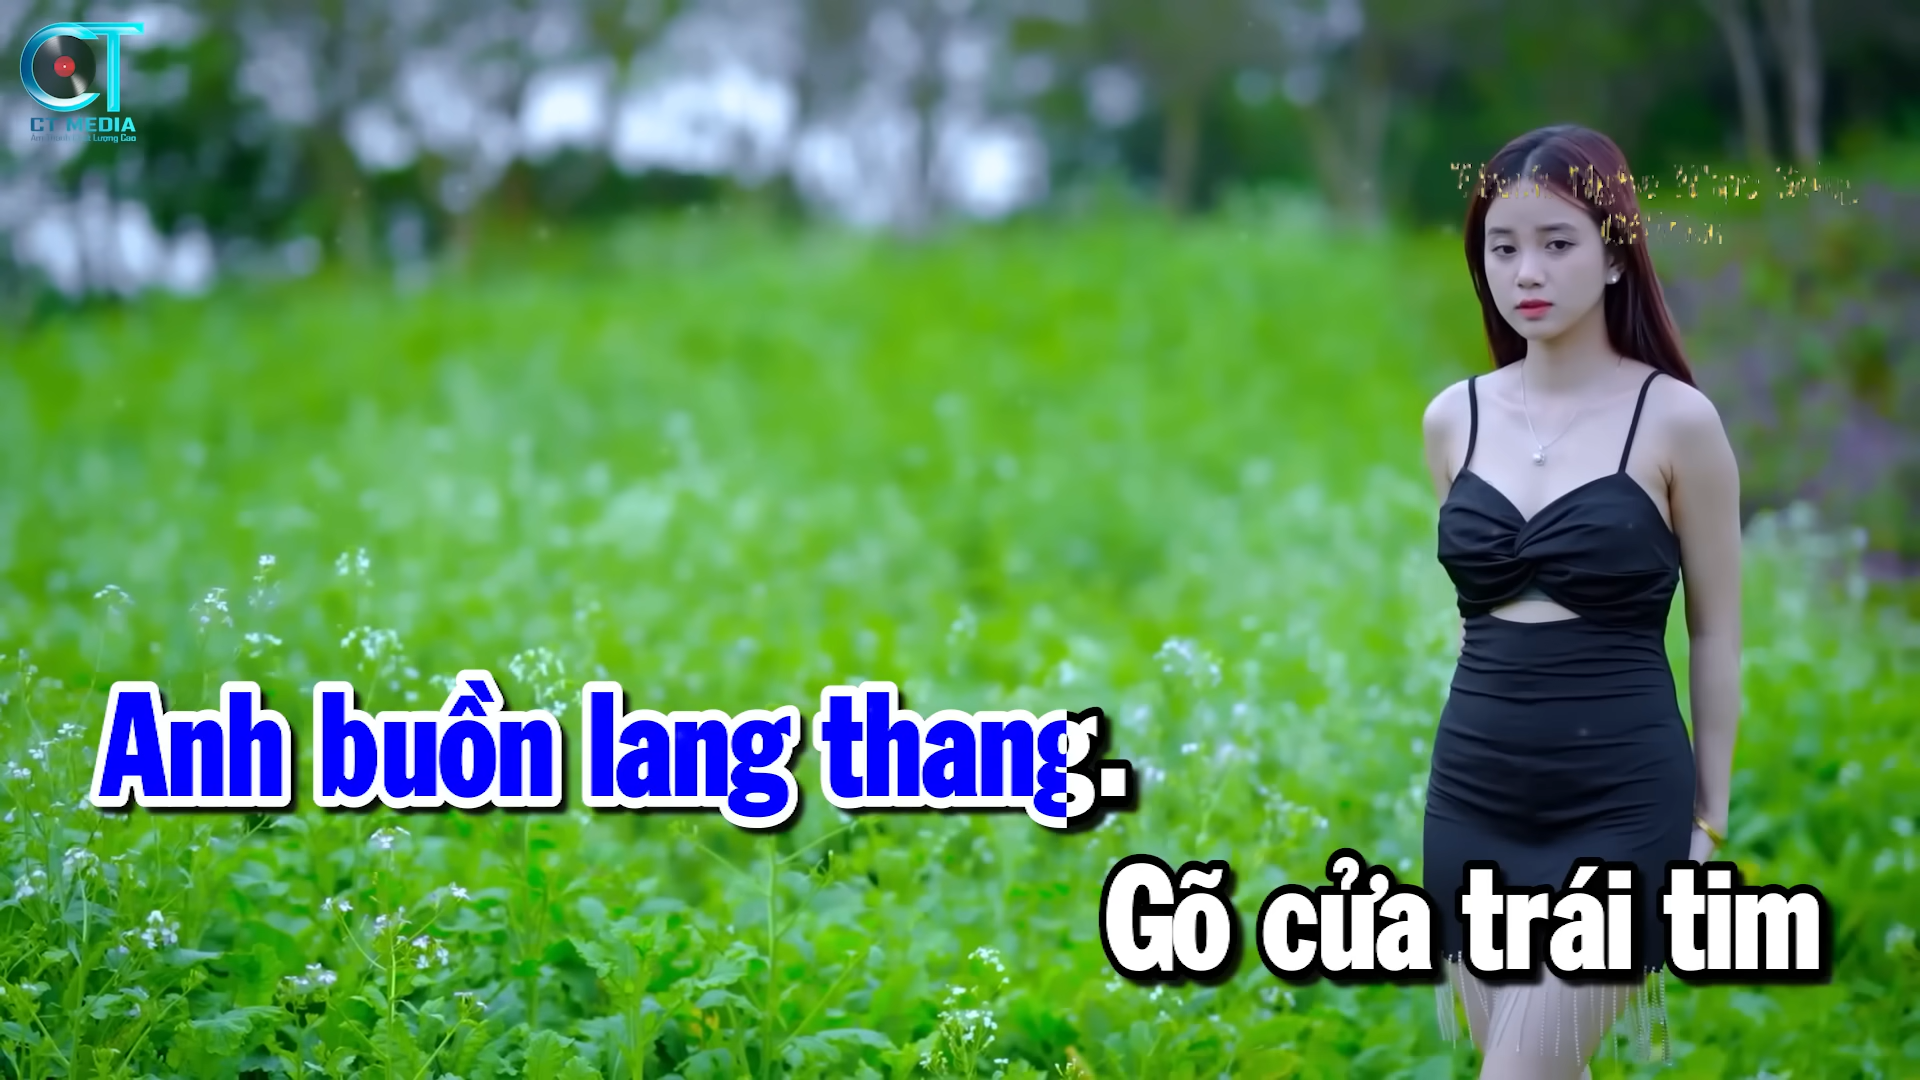 CT MEDIA
Anh buồn lang thang.
Gõ cửa trái tim